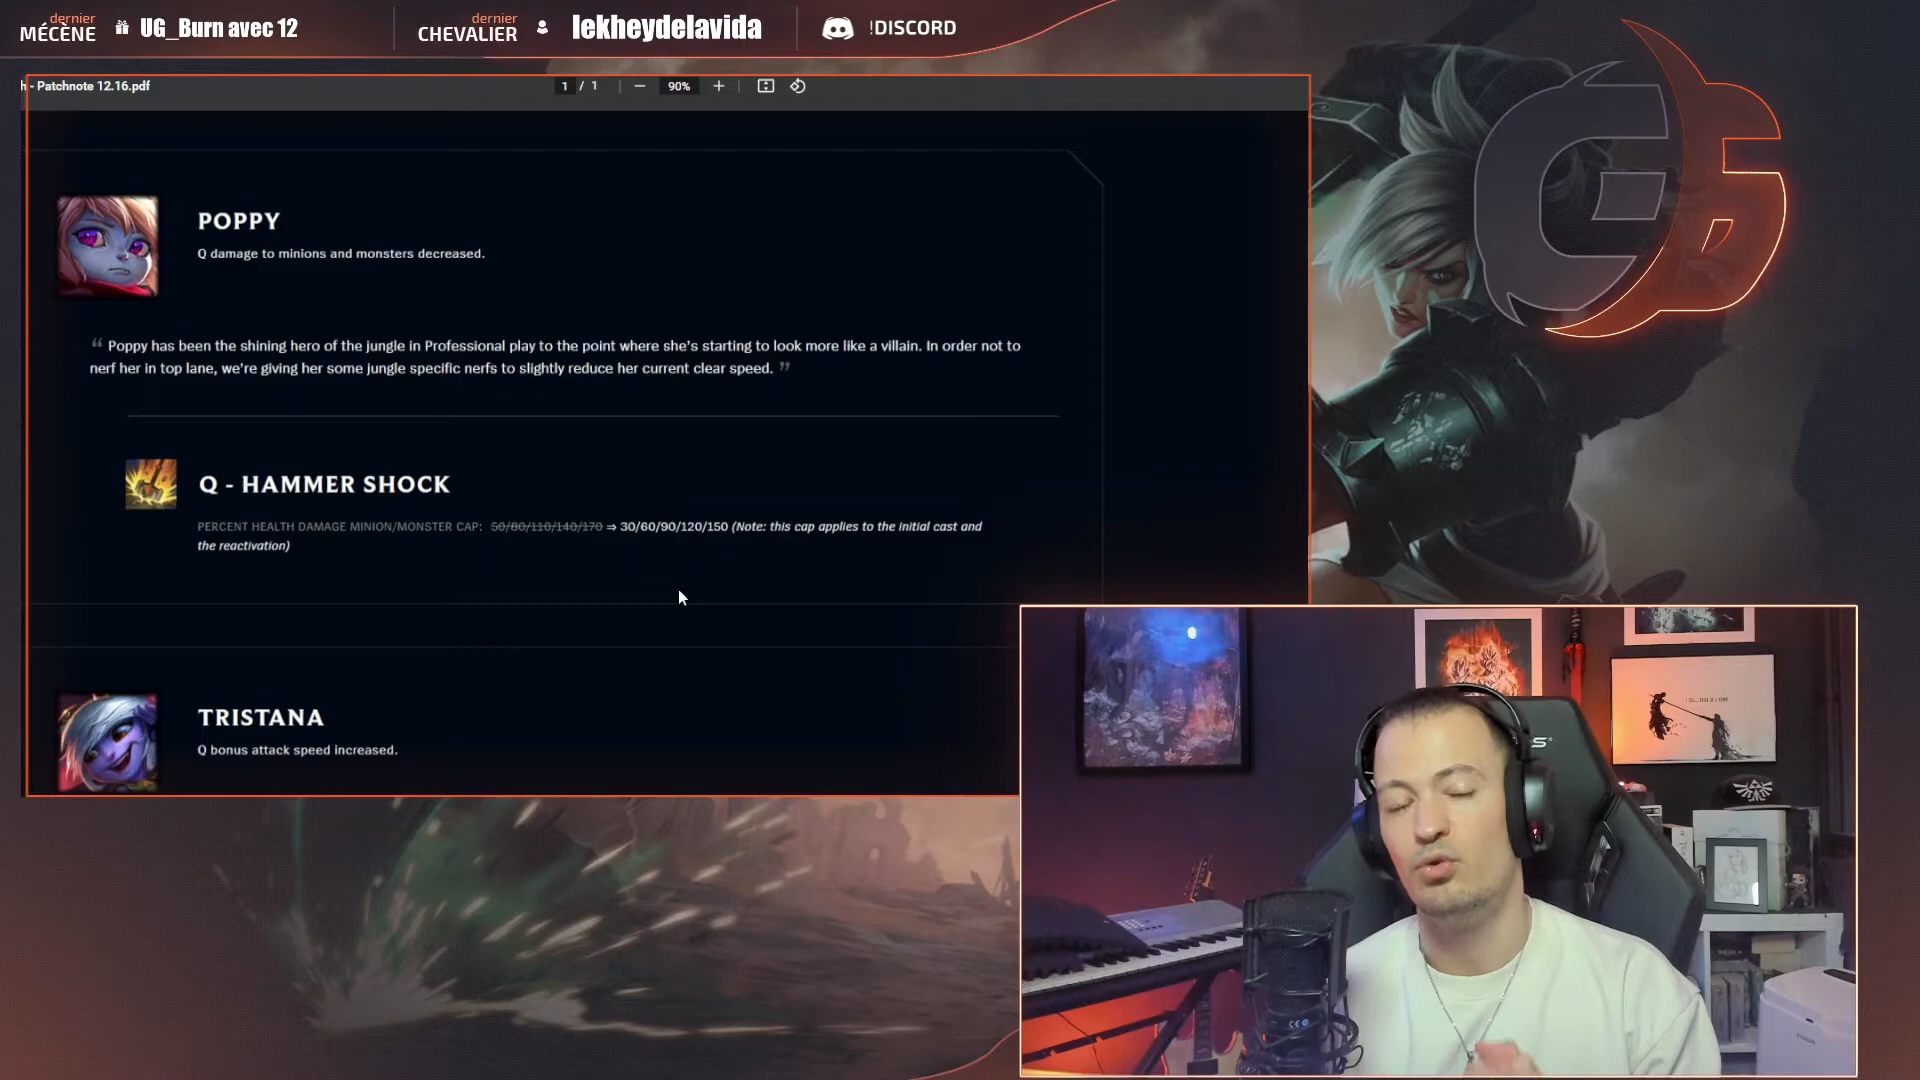 dernier
MÉCÈNE
UG_Burn avec 12
dernier
CHEVALIER
lekheydelavida
!DISCORD
h - Patchnote 12.16.pdf
1 / 1
90%
POPPY
Q damage to minions and monsters decreased.
“ Poppy has been the shining hero of the jungle in Professional play to the point where she's starting to look more like a villain. In order not to
nerf her in top lane, we're giving her some jungle specific nerfs to slightly reduce her current clear speed. ”
Q - HAMMER SHOCK
PERCENT HEALTH DAMAGE MINION/MONSTER CAP: 50/80/110/140/170 ⇒ 30/60/90/120/150 (Note: this cap applies to the initial cast and
the reactivation)
TRISTANA
Q bonus attack speed increased.